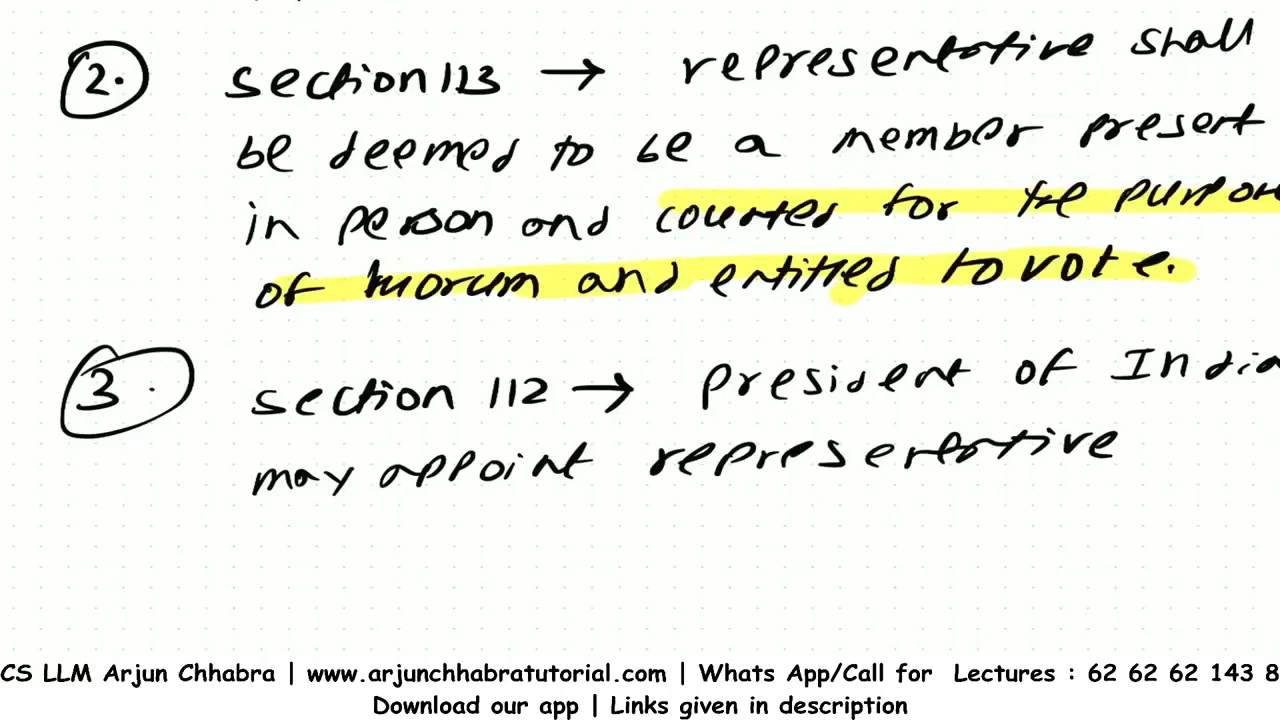 2. section 113 → representative shall
be deemed to be a member present
in person and counted for the purpose
of quorum and entitled to vote.
3. section 112 → president of India
may appoint representative
CS LLM Arjun Chhabra | www.arjunchhabratutorial.com | Whats App/Call for Lectures : 62 62 62 143 8
Download our app | Links given in description